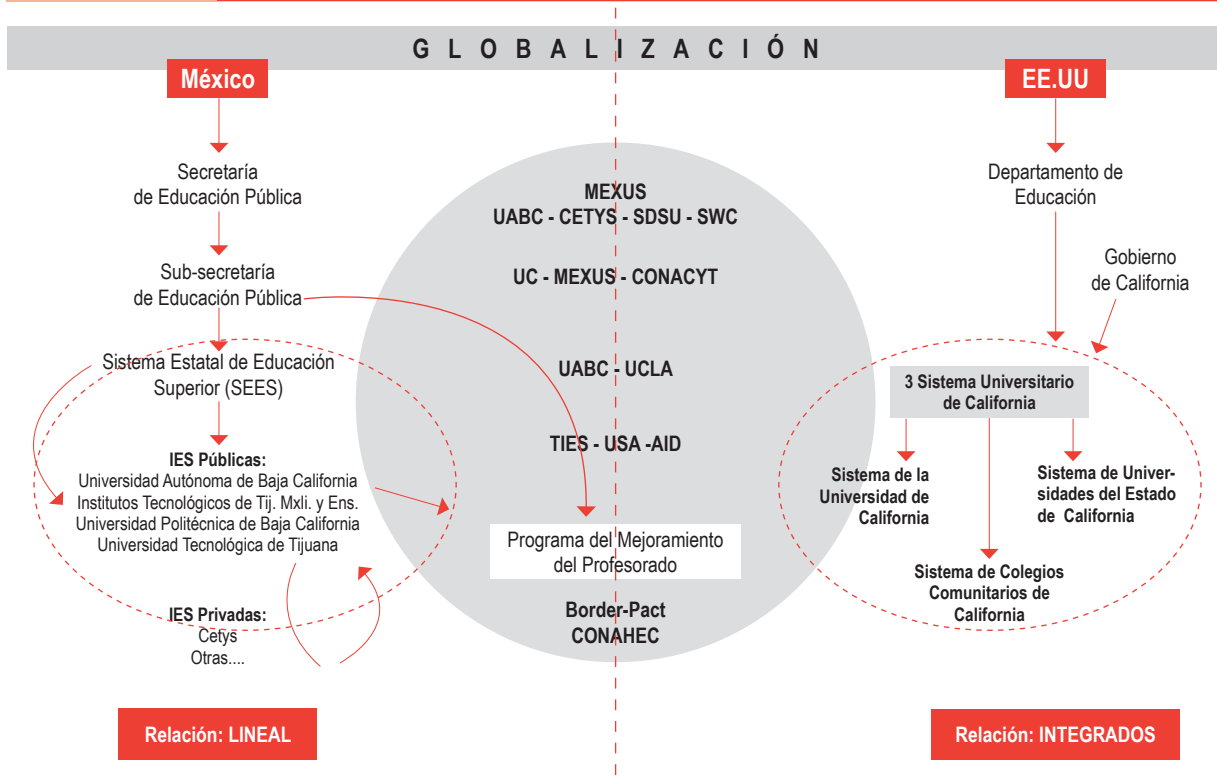 GLOBALIZACIÓN
México
Secretaría
de Educación Pública
Sub-secretaría
de Educación Pública
Sistema Estatal de Educación
Superior (SEES)
IES Públicas:
Universidad Autónoma de Baja California
Institutos Tecnológicos de Tij. Mxli. y Ens.
Universidad Politécnica de Baja California
Universidad Tecnológica de Tijuana
IES Privadas:
Cetys
Otras....
Relación: LINEAL
MEXUS
UABC - CETYS - SDSU - SWC
UC - MEXUS - CONACYT
UABC - UCLA
TIES - USA -AID
Programa del Mejoramiento
del Profesorado
Border-Pact
CONAHEC
EE.UU
Departamento de
Educación
Gobierno
de California
3 Sistema Universitario
de California
Sistema de la
Universidad de
California
Sistema de Univer-
sidades del Estado
de California
Sistema de Colegios
Comunitarios de
California
Relación: INTEGRADOS